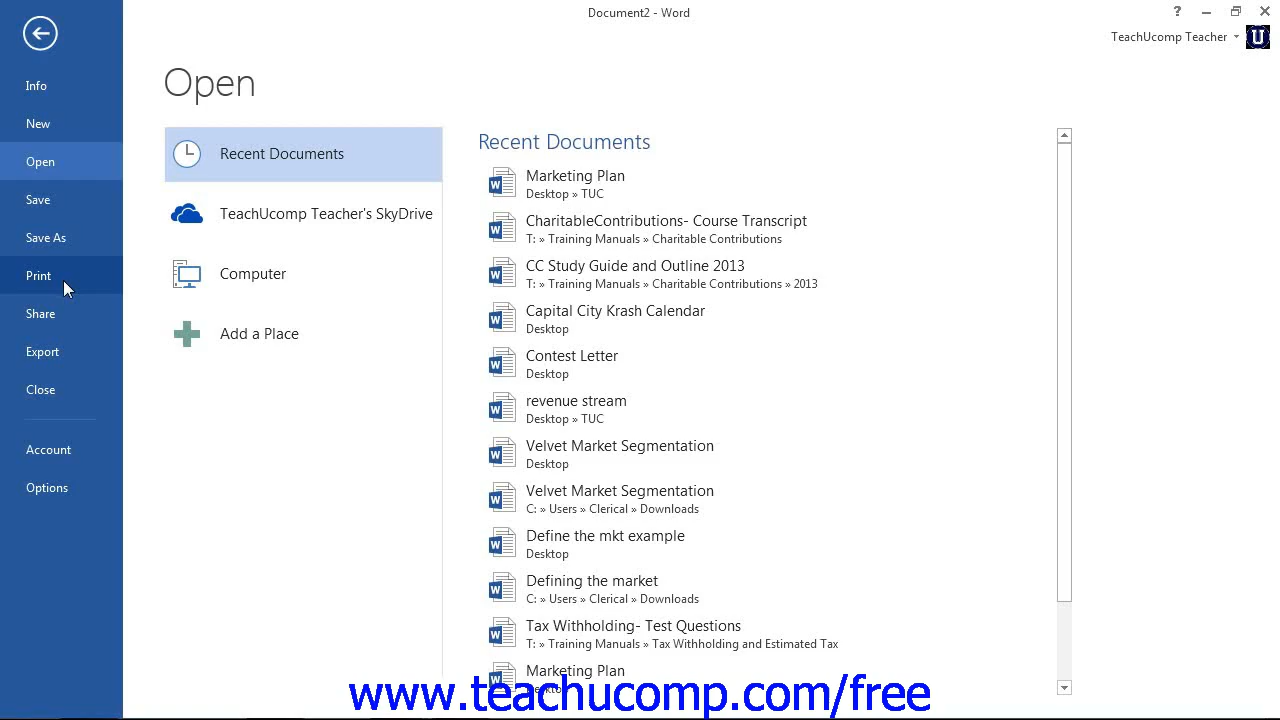 Document2 - Word
?
TeachUcomp Teacher
U
Info
New
Open
Save
Save As
Print
Share
Export
Close
Account
Options
Open
Recent Documents
TeachUcomp Teacher's SkyDrive
Computer
Add a Place
Recent Documents
Marketing Plan
Desktop » TUC
CharitableContributions- Course Transcript
T: » Training Manuals » Charitable Contributions
CC Study Guide and Outline 2013
T: » Training Manuals » Charitable Contributions » 2013
Capital City Krash Calendar
Desktop
Contest Letter
Desktop
revenue stream
Desktop » TUC
Velvet Market Segmentation
Desktop
Velvet Market Segmentation
C: » Users » Clerical » Downloads
Define the mkt example
Desktop
Defining the market
C: » Users » Clerical » Downloads
Tax Withholding- Test Questions
T: » Training Manuals » Tax Withholding and Estimated Tax
Marketing Plan
Desktop
www.teachucomp.com/free